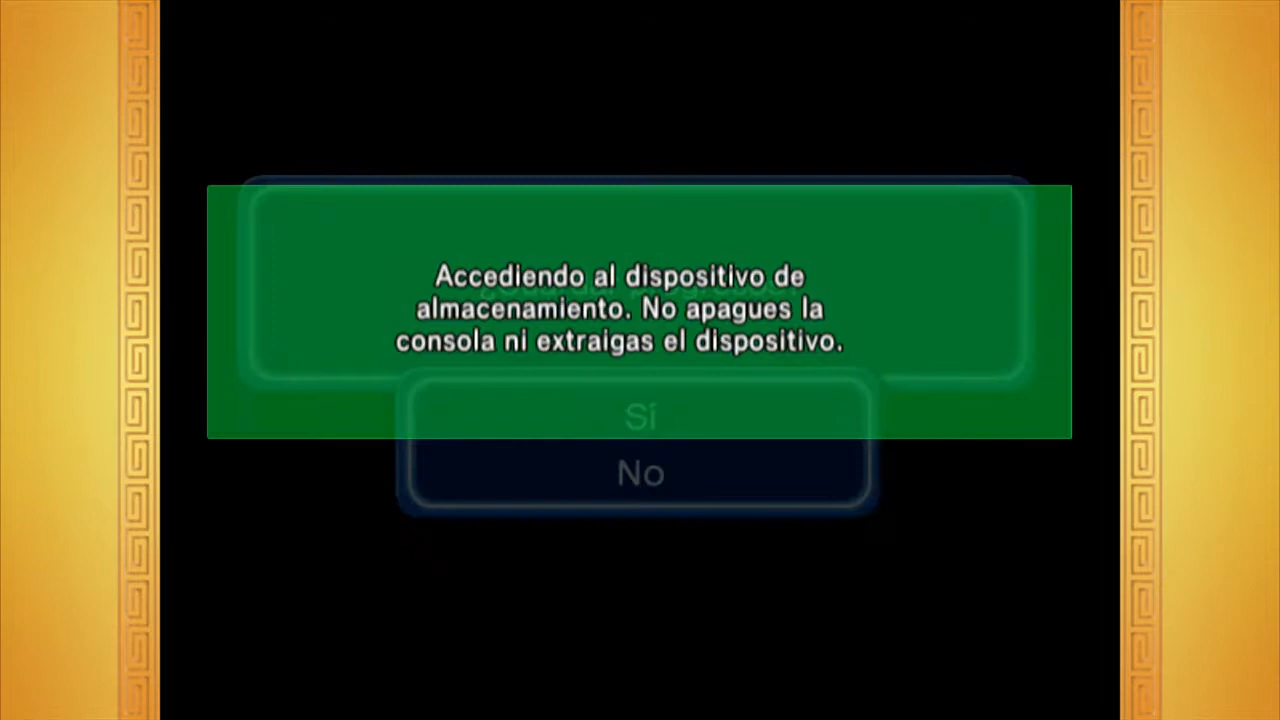 Accediendo al dispositivo de
almacenamiento. No apagues la
consola ni extraigas el dispositivo.
Sí
No